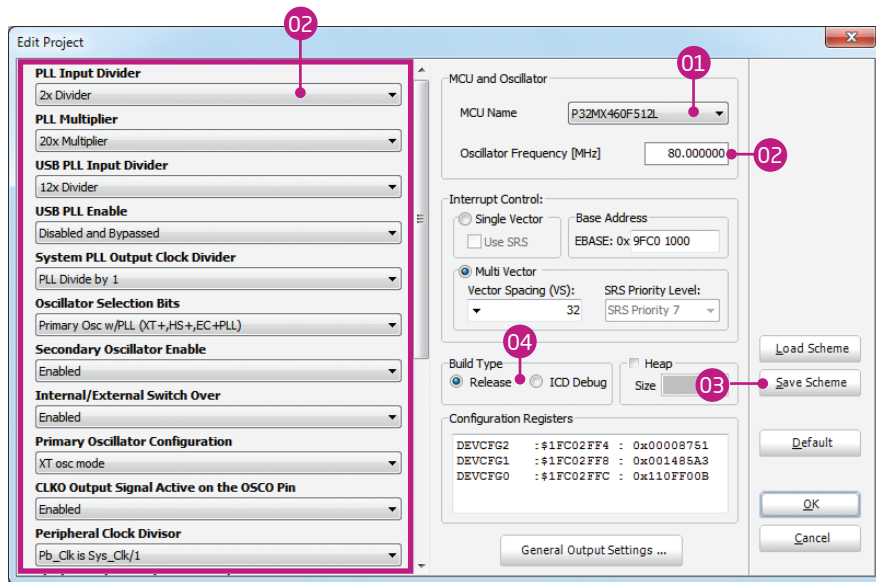 02
Edit Project
PLL Input Divider
2x Divider
PLL Multiplier
20x Multiplier
USB PLL Input Divider
12x Divider
USB PLL Enable
Disabled and Bypassed
System PLL Output Clock Divider
PLL Divide by 1
Oscillator Selection Bits
Primary Osc w/PLL (XT+,HS+,EC+PLL)
Secondary Oscillator Enable
Enabled
Internal/External Switch Over
Enabled
Primary Oscillator Configuration
XT osc mode
CLKO Output Signal Active on the OSCO Pin
Enabled
Peripheral Clock Divisor
Pb_Clk is Sys_Clk/1
MCU and Oscillator
01
MCU Name P32MX460F512L
Oscillator Frequency [MHz] 80.000000 02
Interrupt Control:
Single Vector
Use SRS
Base Address
EBASE: 0x 9FC0 1000
Multi Vector
Vector Spacing (VS): SRS Priority Level:
32 SRS Priority 7
Build Type
04
Release ICD Debug
Heap
Size
03
Configuration Registers
DEVCFG2 :$1FC02FF4 : 0x00008751
DEVCFG1 :$1FC02FF8 : 0x001485A3
DEVCFG0 :$1FC02FFC : 0x110FF00B
General Output Settings ...
Load Scheme
Save Scheme
Default
OK
Cancel